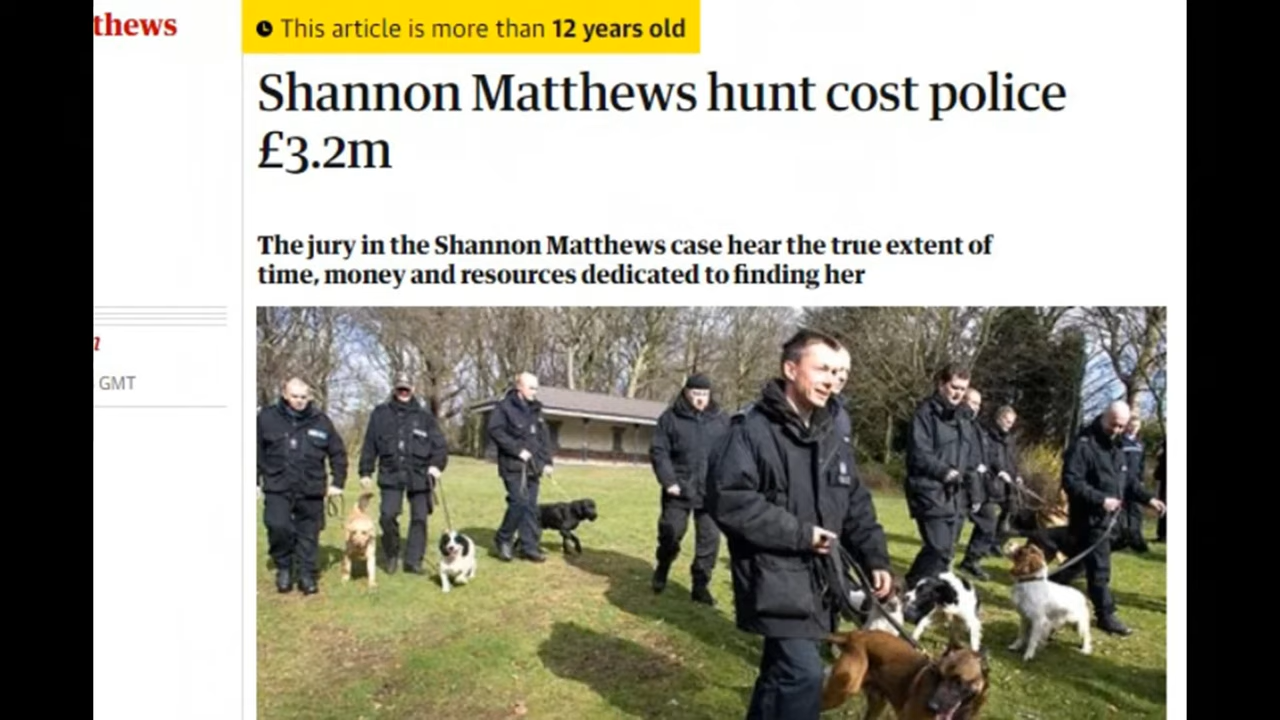 thews
This article is more than 12 years old
Shannon Matthews hunt cost police
£3.2m
The jury in the Shannon Matthews case hear the true extent of
time, money and resources dedicated to finding her
GMT